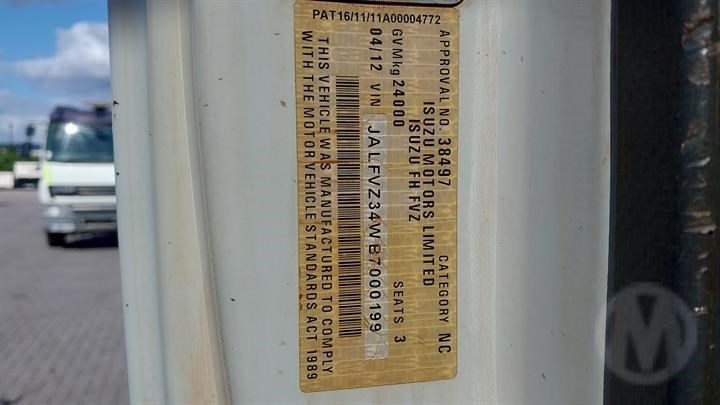 PAT16/11/11A00004772
APPROVAL NO. 38497 CATEGORY NC
ISUZU MOTORS LIMITED
ISUZU FH FVZ
GVMkg 24000 SEATS 3
04/12 VIN JALFVZ34WB7000199
THIS VEHICLE WAS MANUFACTURED TO COMPLY
WITH THE MOTOR VEHICLE STANDARDS ACT 1989
M